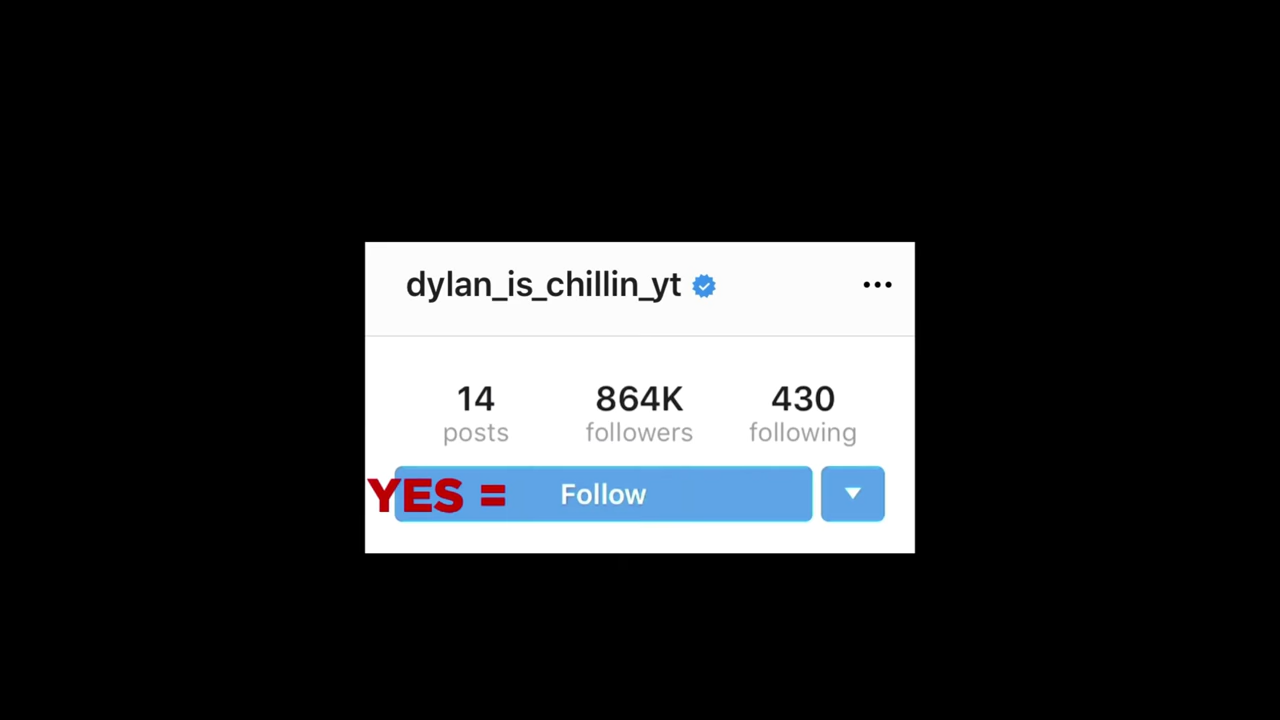 dylan_is_chillin_yt
14 864K 430
posts followers following
YES = Follow